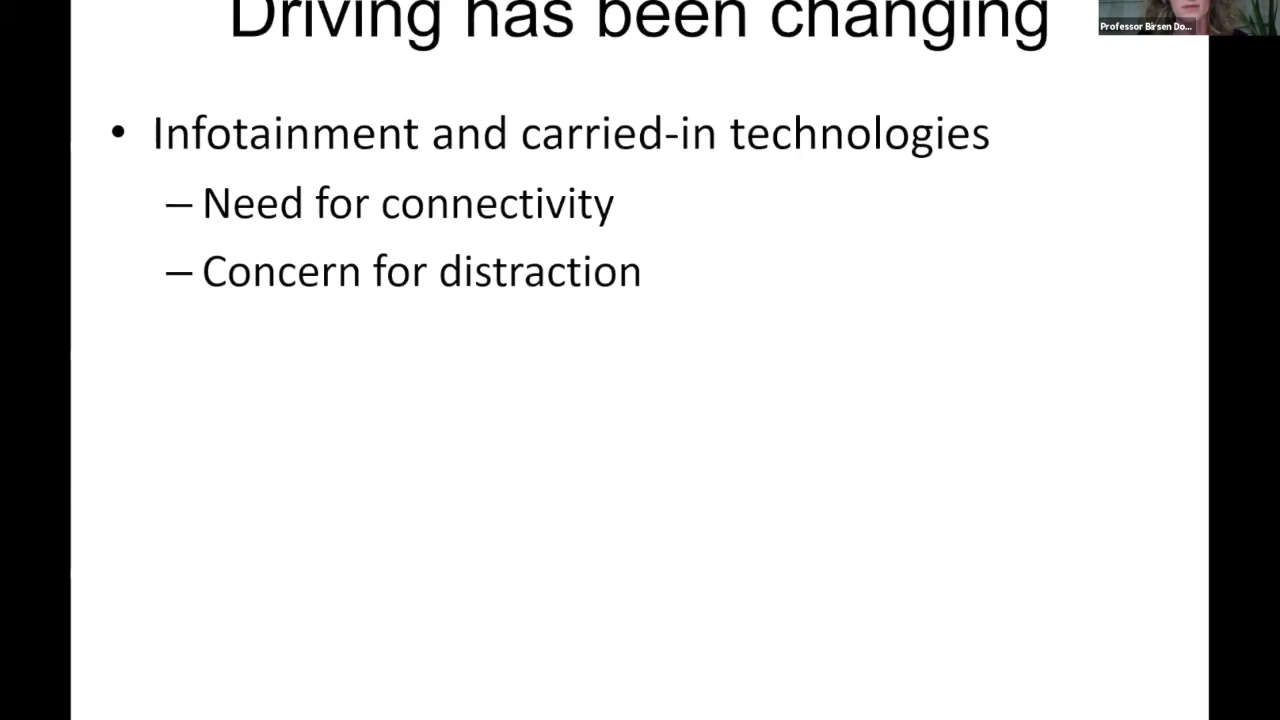 Driving has been changing
Professor Birsen Do...
• Infotainment and carried-in technologies
– Need for connectivity
– Concern for distraction